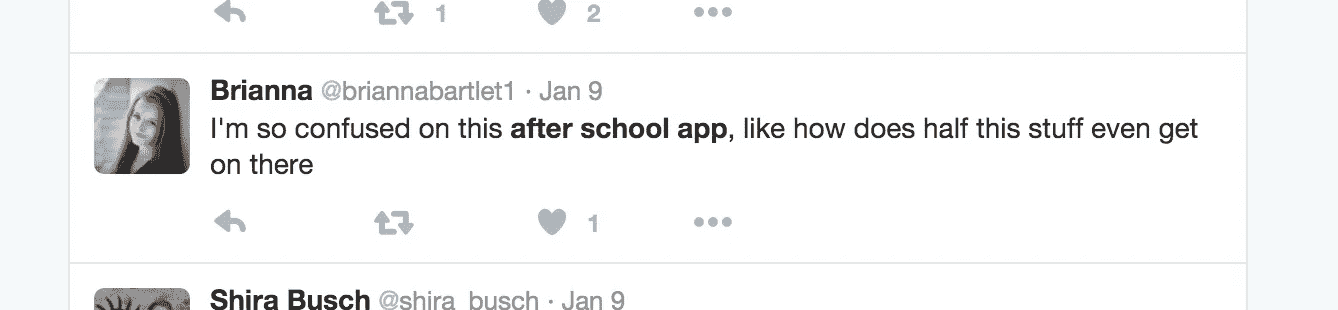 1 2
Brianna @briannabartlet1 · Jan 9
I'm so confused on this after school app, like how does half this stuff even get
on there
1
Shira Busch @shira_busch · Jan 9